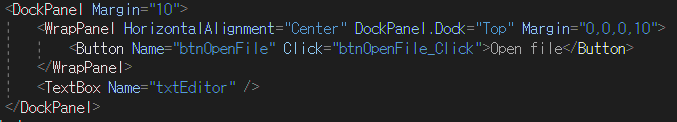 <DockPanel Margin="10">
<WrapPanel HorizontalAlignment="Center" DockPanel.Dock="Top" Margin="0,0,0,10">
<Button Name="btnOpenFile" Click="btnOpenFile_Click">Open file</Button>
</WrapPanel>
<TextBox Name="txtEditor" />
</DockPanel>